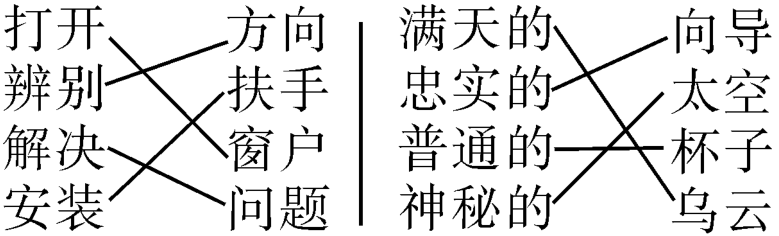 打开 方向 满天的 向导
辨别 扶手 忠实的 太空
解决 窗户 普通的 杯子
安装 问题 神秘的 乌云